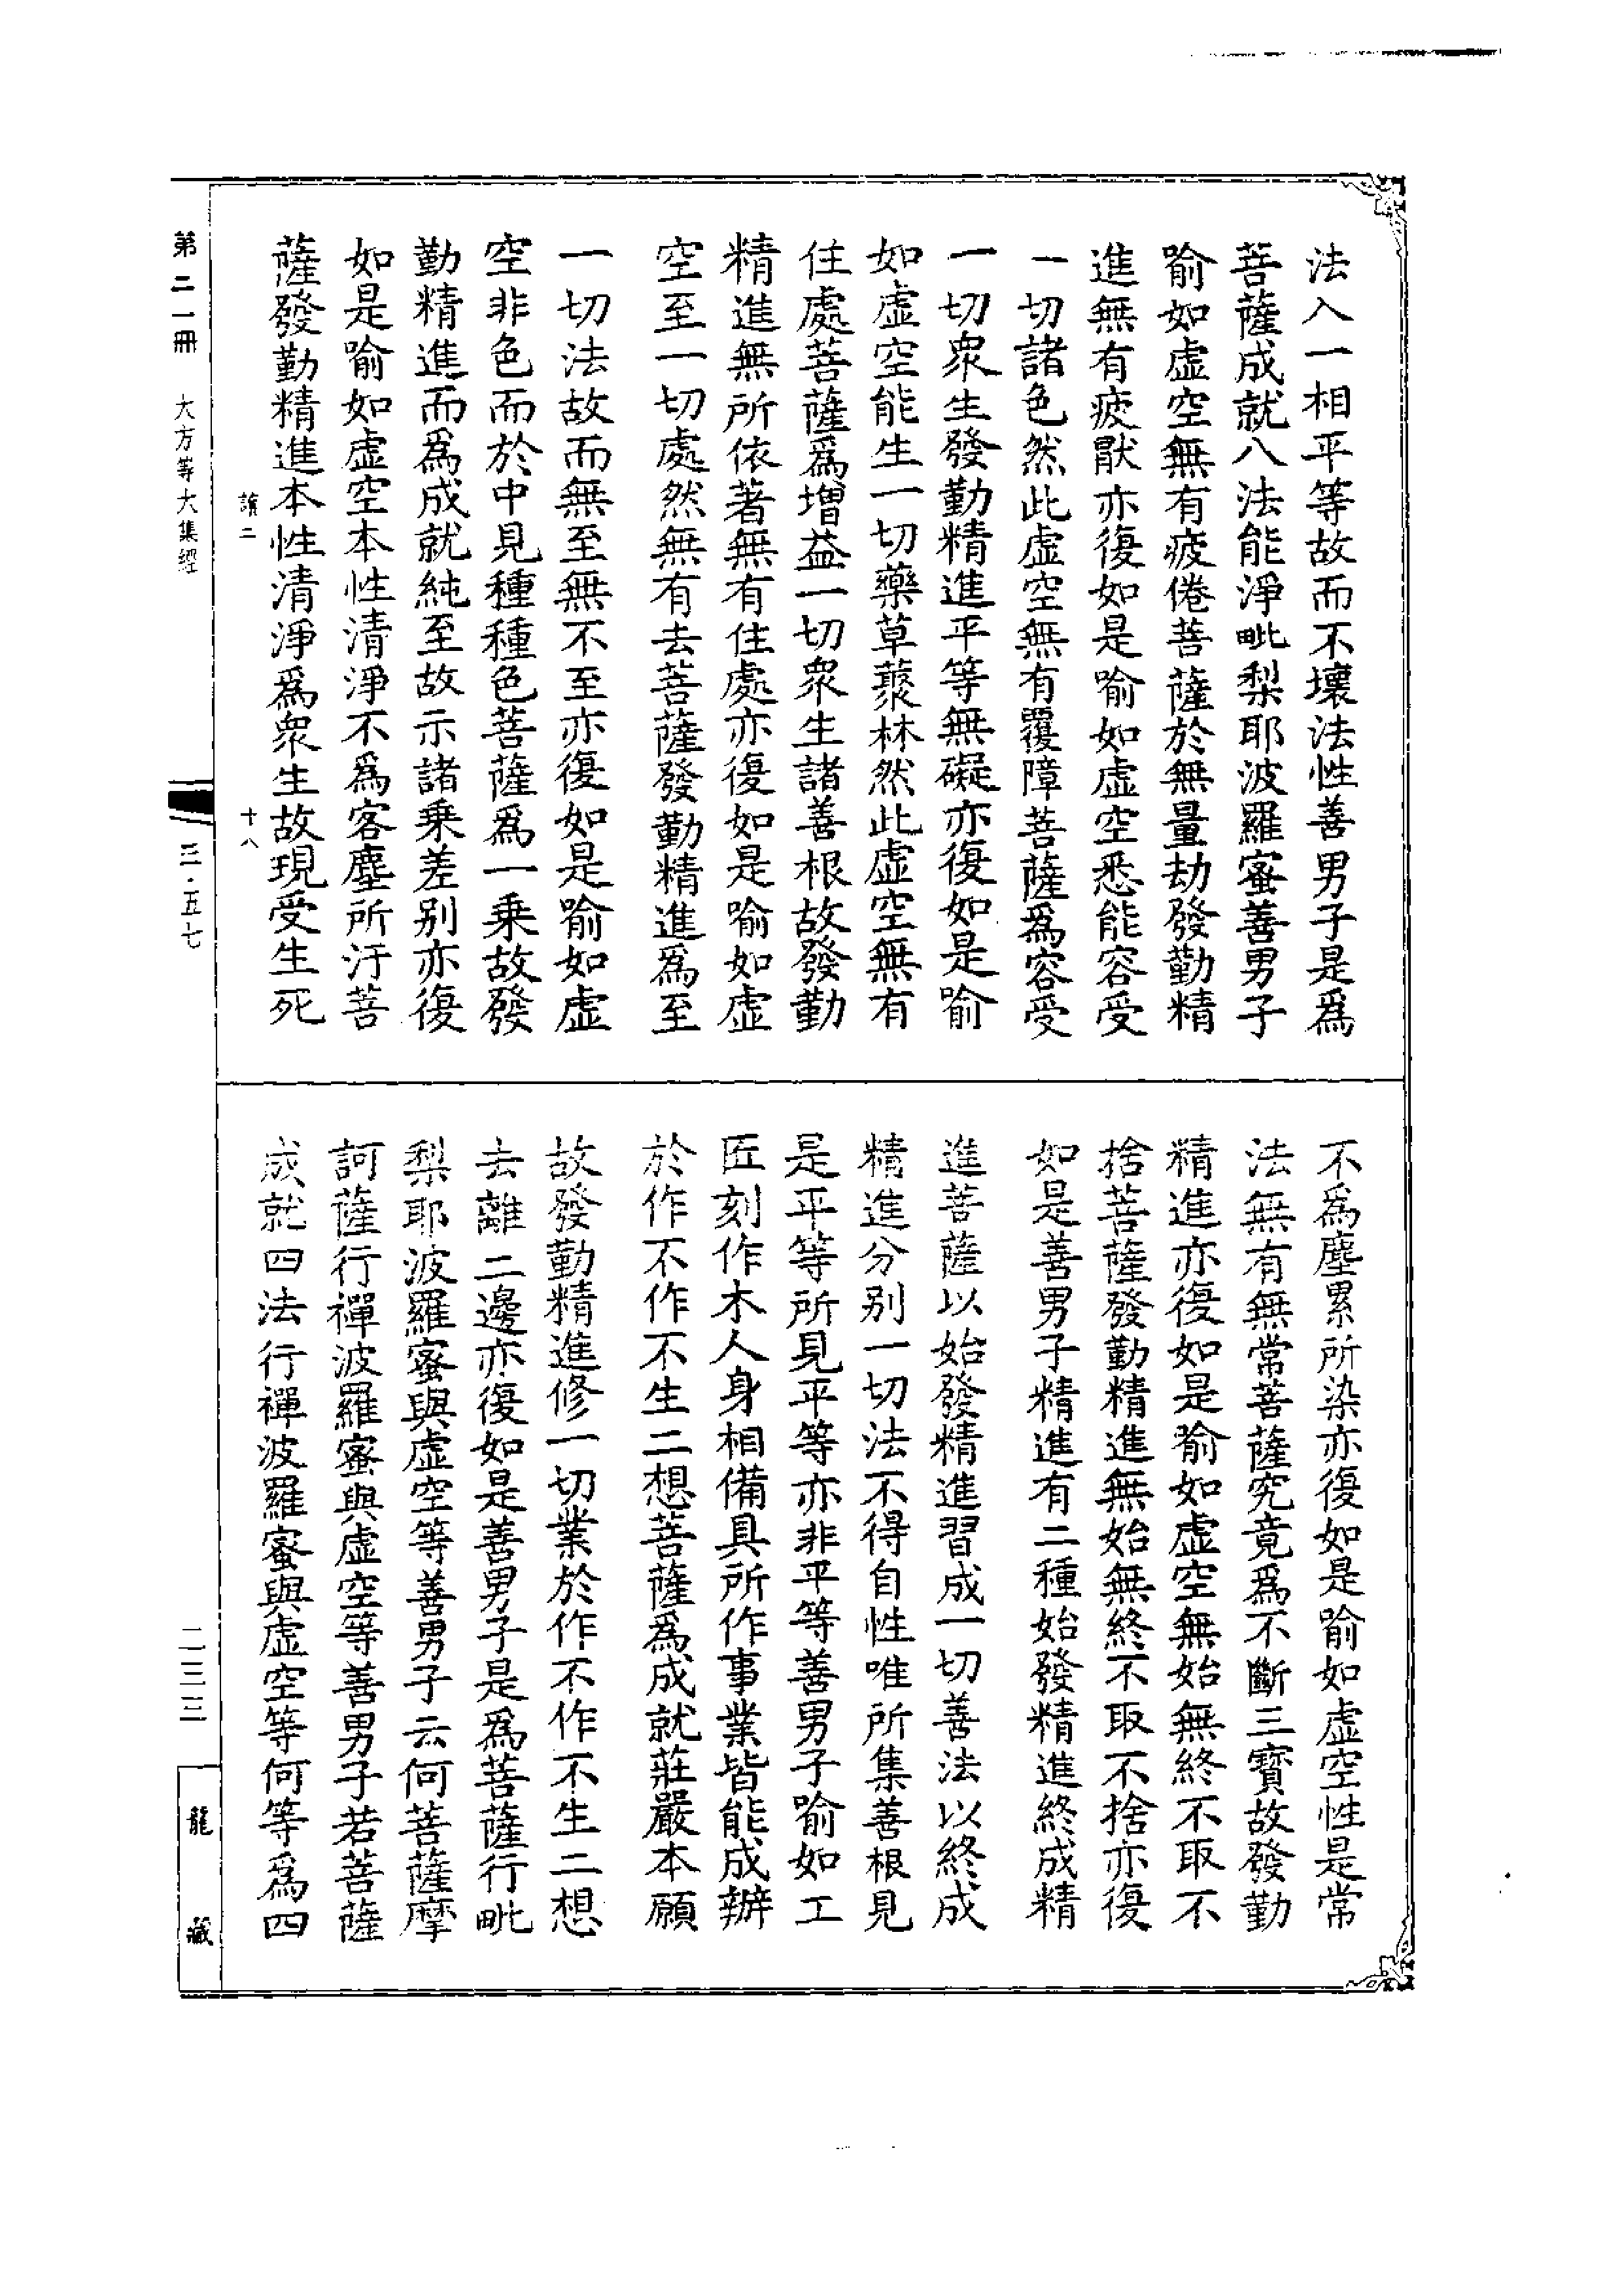 法入一相平等故而不壞法性善男子是爲
菩薩成就八法能淨毗梨耶波羅蜜善男子
喻如虛空無有疲倦菩薩於無量劫發勤精
進無有疲厭亦復如是喻如虛空悉能容受
一切諸色然此虛空無有覆障菩薩爲容受
一切衆生發勤精進平等無礙亦復如是喻
如虛空能生一切藥草蘂林然此虛空無有
住處菩薩爲增益一切衆生諸善根故發勤
精進無所依著無有住處亦復如是喻如虛
空至一切處然無有去菩薩發勤精進爲至
一切法故而無至無不至亦復如是喻如虛
空非色而於中見種種色菩薩爲一乗故發
勤精進而爲成就純至故示諸乗差別亦復
如是喻如虛空本性清淨不爲客塵所汙菩
薩發勤精進本性清淨爲衆生故現受生死
不爲塵累所染亦復如是喻如虛空性是常
法無有無常菩薩究竟爲不斷三寶故發勤
精進亦復如是喻如虛空無始無終不取不
捨菩薩發勤精進無始無終不取不捨亦復
如是善男子精進有二種始發精進終成精
進菩薩以始發精進習成一切善法以終成
精進分別一切法不得自性唯所集善根見
是平等所見平等亦非平等善男子喻如工
匠刻作木人身相備具所作事業皆能成辦
於作不作不生二想菩薩爲成就莊嚴本願
故發勤精進修一切業於作不作不生二想
去離二邊亦復如是善男子是爲菩薩行毗
梨耶波羅蜜與虛空等善男子云何菩薩摩
訶薩行禪波羅蜜與虛空等善男子若菩薩
成就四法行禪波羅蜜與虛空等何等爲四
二
十八
第二一冊
大方等大集經
三·五七
二三三
龍藏